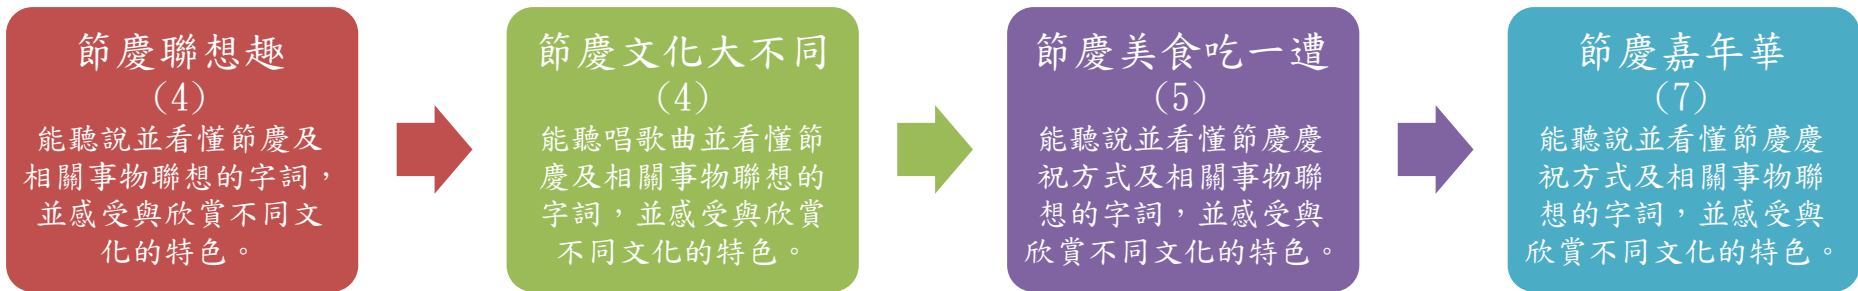 節慶聯想趣
(4)
能聽說並看懂節慶及
相關事物聯想的字詞，
並感受與欣賞不同文
化的特色。
節慶文化大不同
(4)
能聽唱歌曲並看懂節
慶及相關事物聯想的
字詞，並感受與欣賞
不同文化的特色。
節慶美食吃一遭
(5)
能聽說並看懂節慶慶
祝方式及相關事物聯
想的字詞，並感受與
欣賞不同文化的特色。
節慶嘉年華
(7)
能聽說並看懂節慶慶
祝方式及相關事物聯
想的字詞，並感受與
欣賞不同文化的特色。